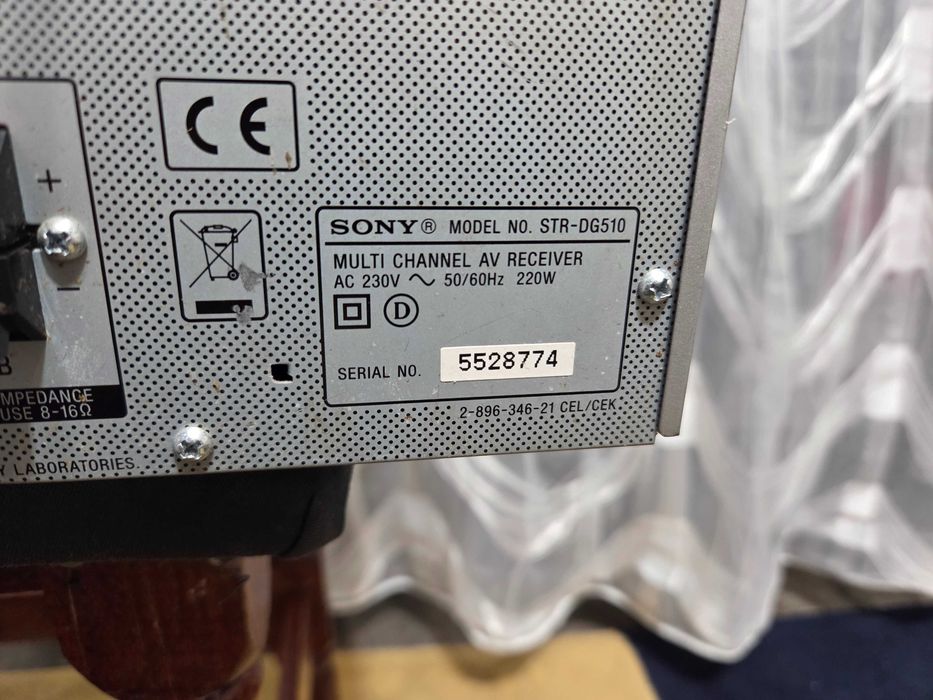 CE
+
−
B
MPEDANCE
USE 8-16Ω
Y LABORATORIES.
SONY® MODEL NO. STR-DG510
MULTI CHANNEL AV RECEIVER
AC 230V ~ 50/60Hz 220W
D
SERIAL NO. 5528774
2-896-346-21 CEL/CEK